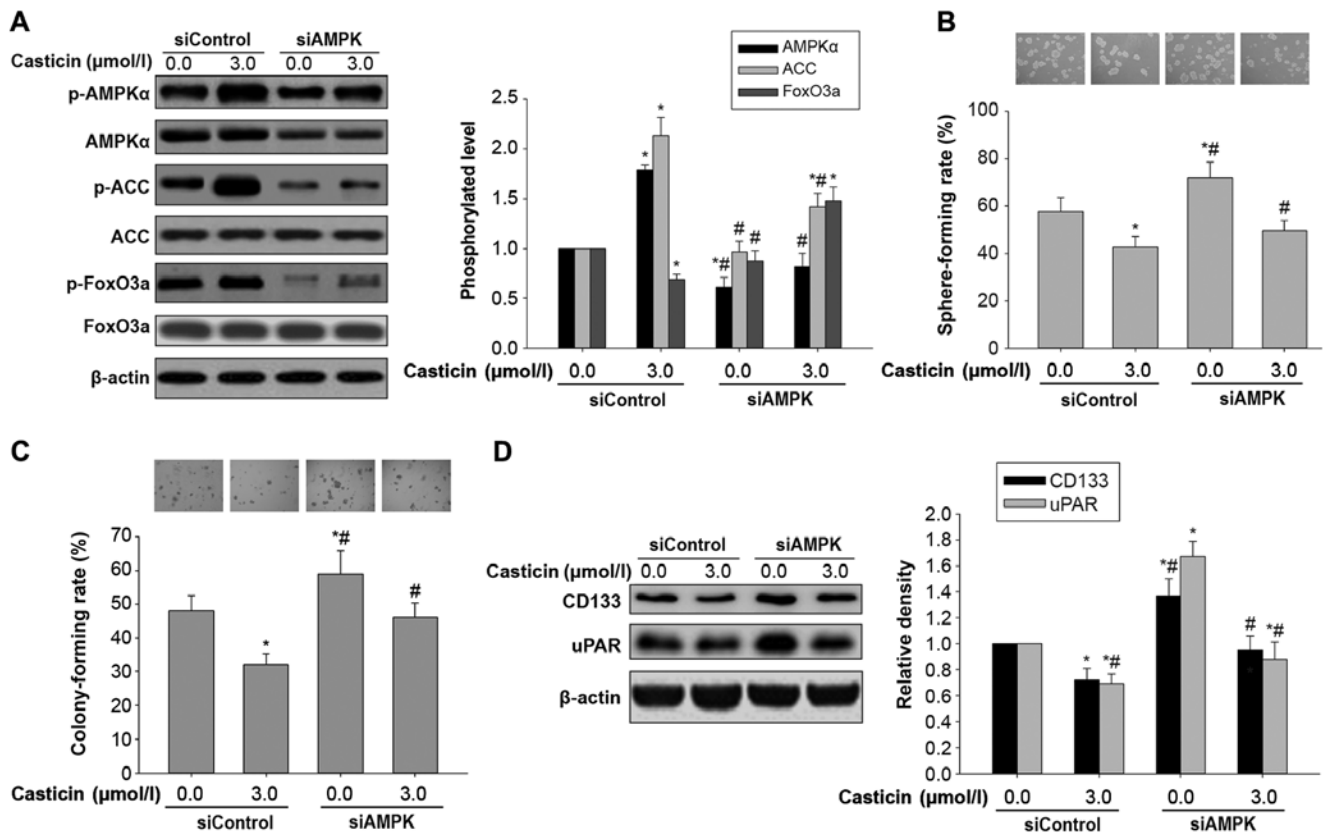 A
siControl siAMPK
Casticin (μmol/l) 0.0 3.0 0.0 3.0
p-AMPKα
AMPKα
p-ACC
ACC
p-FoxO3a
FoxO3a
β-actin
AMPKα
ACC
FoxO3a
Phosphorylated level
2.5
2.0
1.5
1.0
0.5
0.0
* * *
*# # #
# *# *
Casticin (μmol/l) 0.0 3.0 0.0 3.0
siControl siAMPK
B
Sphere-forming rate (%)
100
80
60
40
20
0
* *# #
Casticin (μmol/l) 0.0 3.0 0.0 3.0
siControl siAMPK
C
Colony-forming rate (%)
70
60
50
40
30
20
10
0
* *# #
Casticin (μmol/l) 0.0 3.0 0.0 3.0
siControl siAMPK
D
siControl siAMPK
Casticin (μmol/l) 0.0 3.0 0.0 3.0
CD133
uPAR
β-actin
CD133
uPAR
Relative density
2.0
1.8
1.6
1.4
1.2
1.0
0.8
0.6
0.4
0.2
0.0
* *# *# * # *#
*
Casticin (μmol/l) 0.0 3.0 0.0 3.0
siControl siAMPK